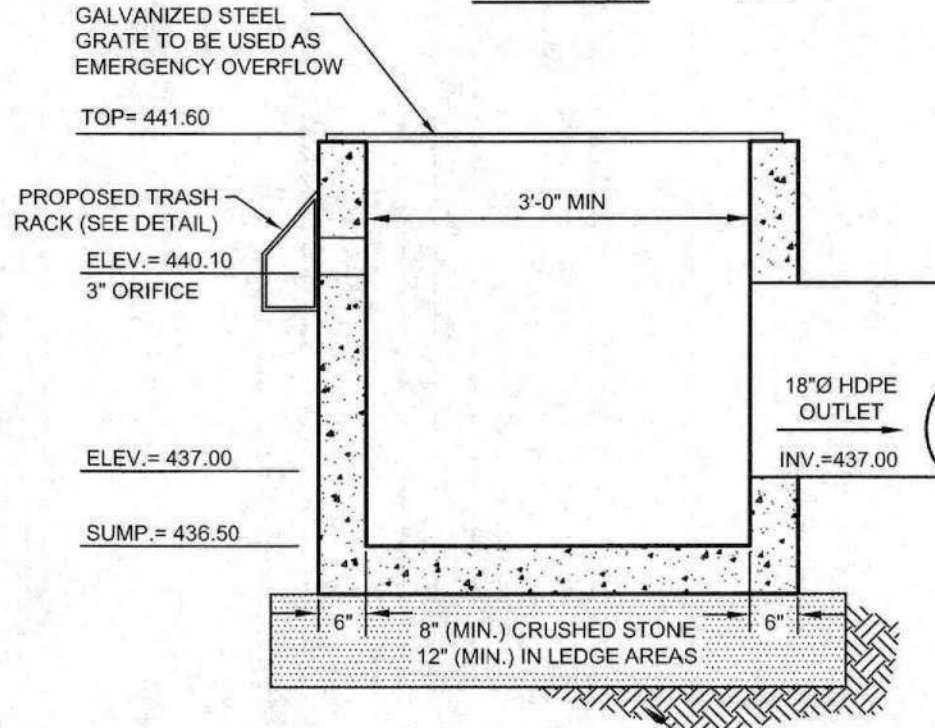 GALVANIZED STEEL
GRATE TO BE USED AS
EMERGENCY OVERFLOW
TOP= 441.60
PROPOSED TRASH
RACK (SEE DETAIL)
3'-0" MIN
ELEV.= 440.10
3" ORIFICE
18"Ø HDPE
OUTLET
ELEV.= 437.00
INV.=437.00
SUMP.= 436.50
6"
6"
8" (MIN.) CRUSHED STONE
12" (MIN.) IN LEDGE AREAS